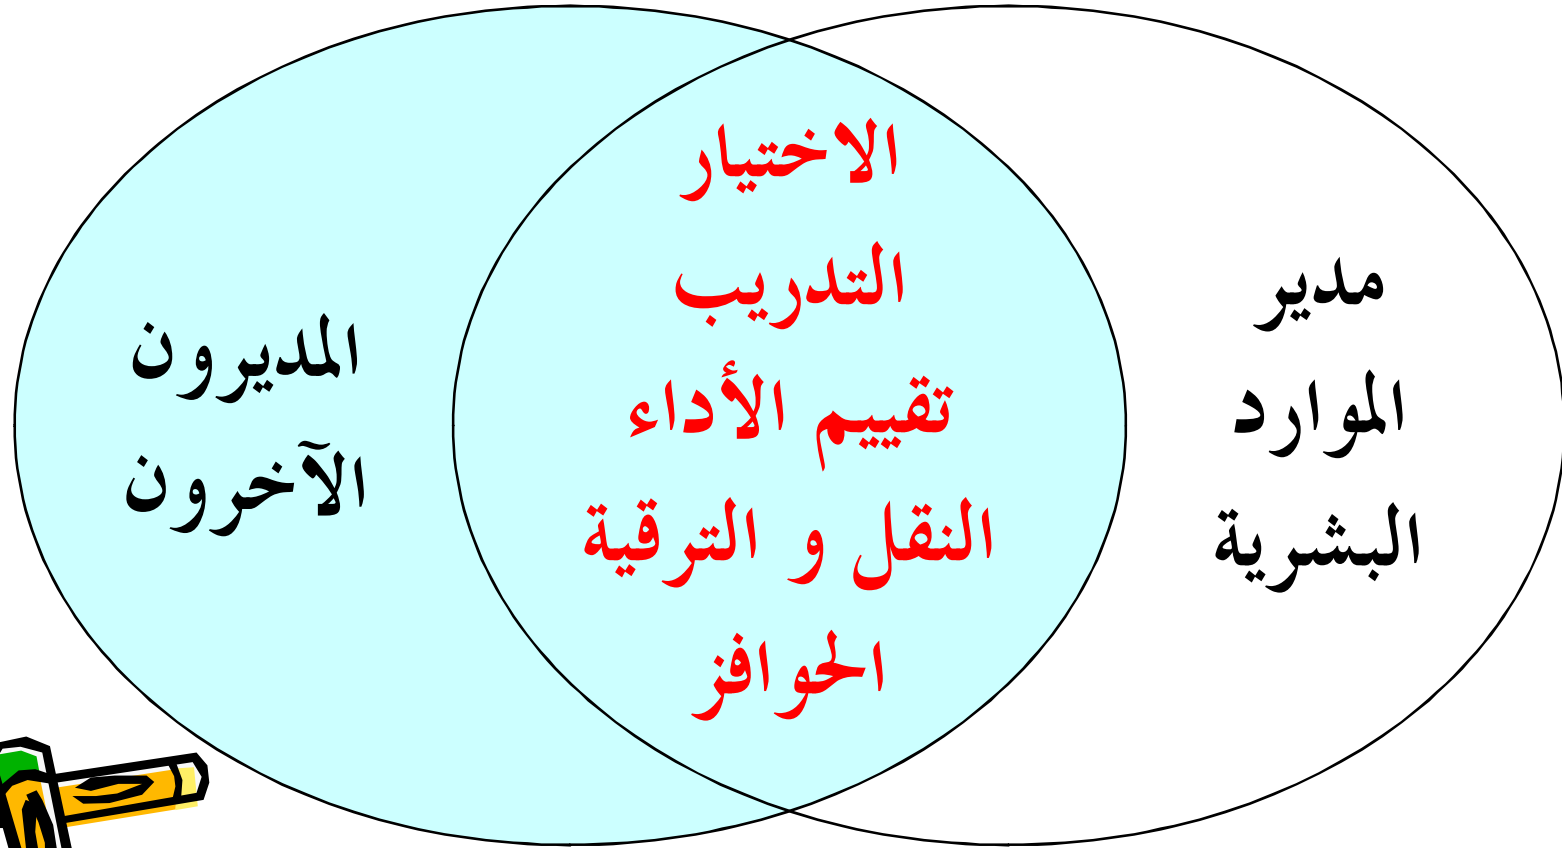 مدير
الموارد
البشرية
الاختيار
التدريب
تقييم الأداء
النقل و الترقية
الحوافز
المديرون
الآخرون